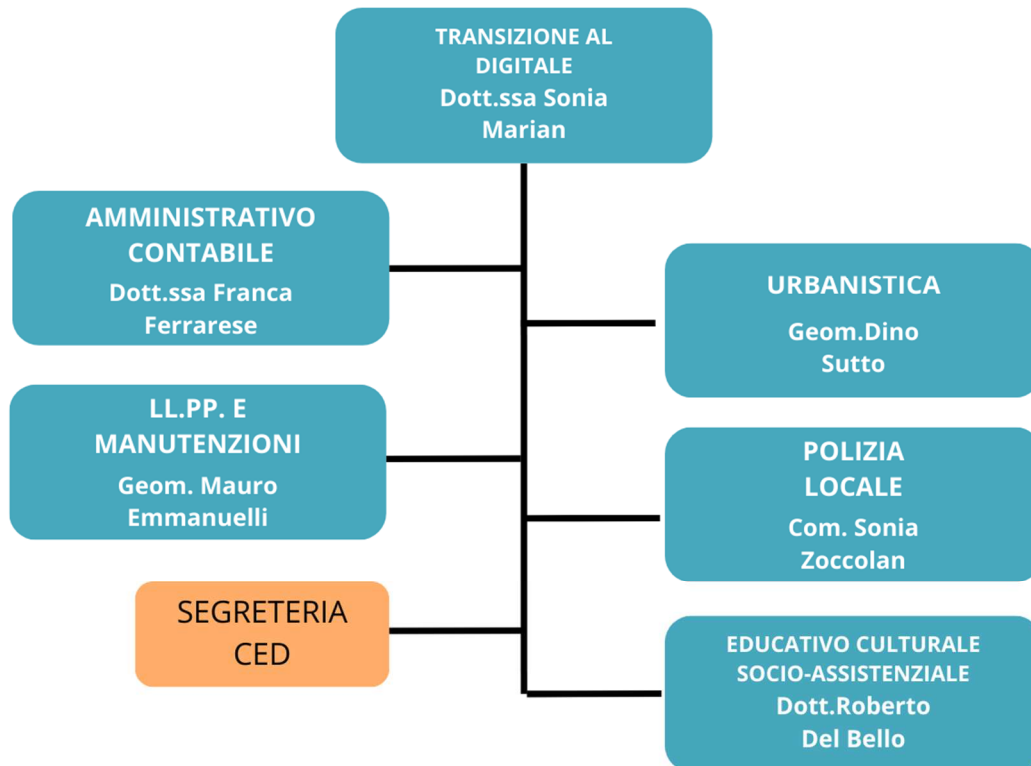 TRANSIZIONE AL
DIGITALE
Dott.ssa Sonia
Marian
AMMINISTRATIVO
CONTABILE
Dott.ssa Franca
Ferrarese
URBANISTICA
Geom.Dino
Sutto
LL.PP. E
MANUTENZIONI
Geom. Mauro
Emmanuelli
POLIZIA
LOCALE
Com. Sonia
Zoccolan
SEGRETERIA
CED
EDUCATIVO CULTURALE
SOCIO-ASSISTENZIALE
Dott.Roberto
Del Bello